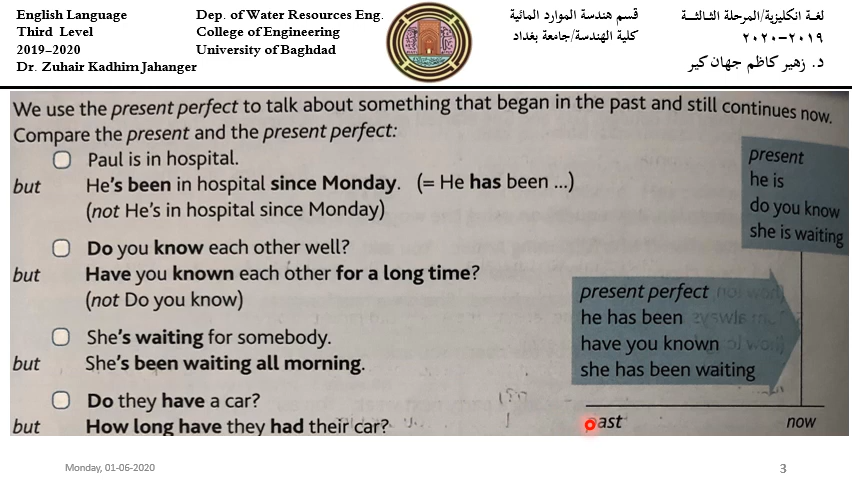 English Language
Third Level
2019–2020
Dr. Zuhair Kadhim Jahanger
Dep. of Water Resources Eng.
College of Engineering
University of Baghdad
قسم هندسة الموارد المائية
كلية الهندسة/جامعة بغداد
لغة انكليزية/المرحلة الثالثة
٢٠١٩-٢٠٢٠
د. زهير كاظم جهان كير
We use the present perfect to talk about something that began in the past and still continues now.
Compare the present and the present perfect:
Paul is in hospital.
but He's been in hospital since Monday. (= He has been ...)
(not He's in hospital since Monday)
Do you know each other well?
but Have you known each other for a long time?
(not Do you know)
She's waiting for somebody.
but She's been waiting all morning.
Do they have a car?
but How long have they had their car?
present
he is
do you know
she is waiting
present perfect
he has been
have you known
she has been waiting
past now
Monday, 01-06-2020
3